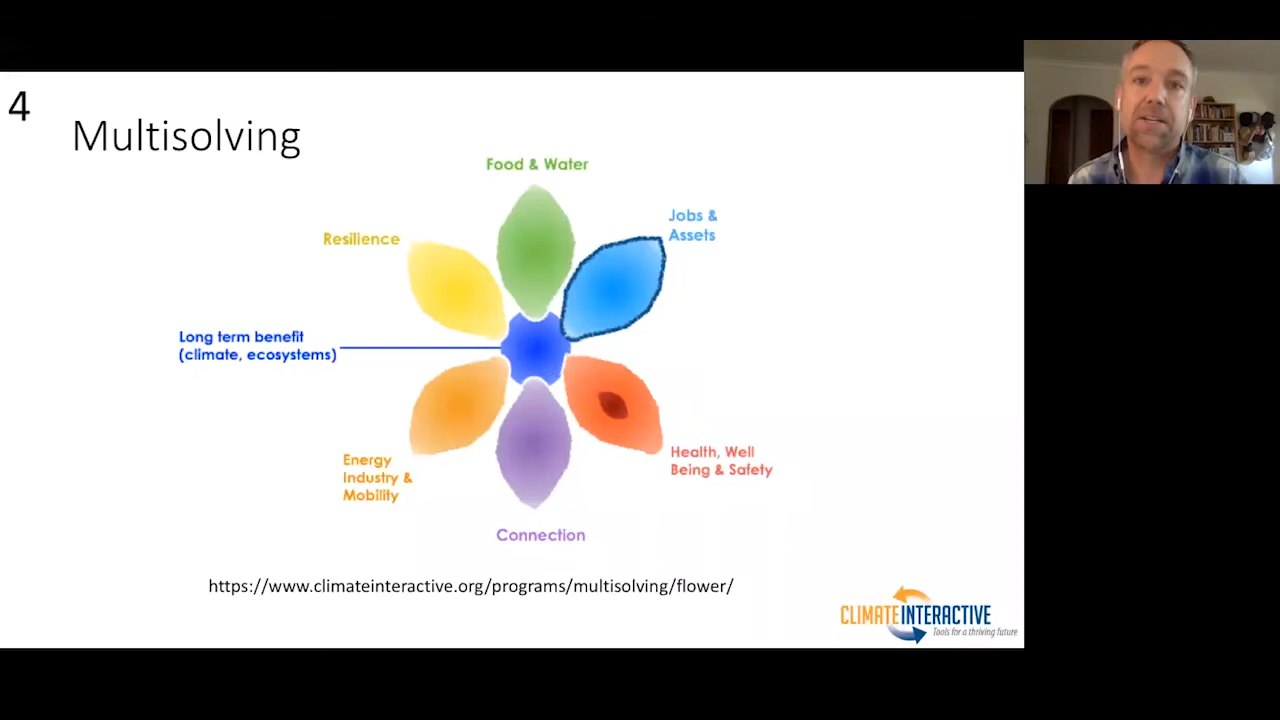 4
Multisolving
Food & Water
Jobs &
Assets
Resilience
Long term benefit
(climate, ecosystems)
Energy
Industry &
Mobility
Health, Well
Being & Safety
Connection
https://www.climateinteractive.org/programs/multisolving/flower/
CLIMATEINTERACTIVE
Tools for a thriving future